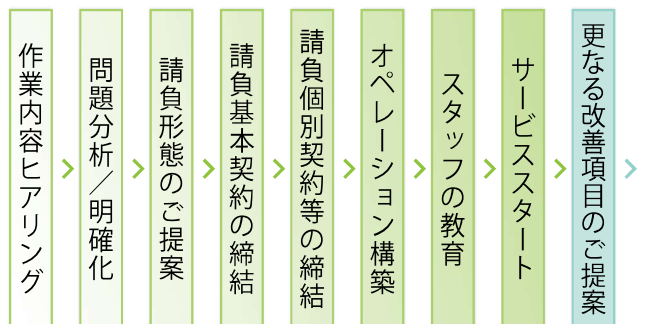 作業内容ヒアリング
問題分析／明確化
請負形態のご提案
請負基本契約の締結
請負個別契約等の締結
オペレーション構築
スタッフの教育
サービススタート
更なる改善項目のご提案